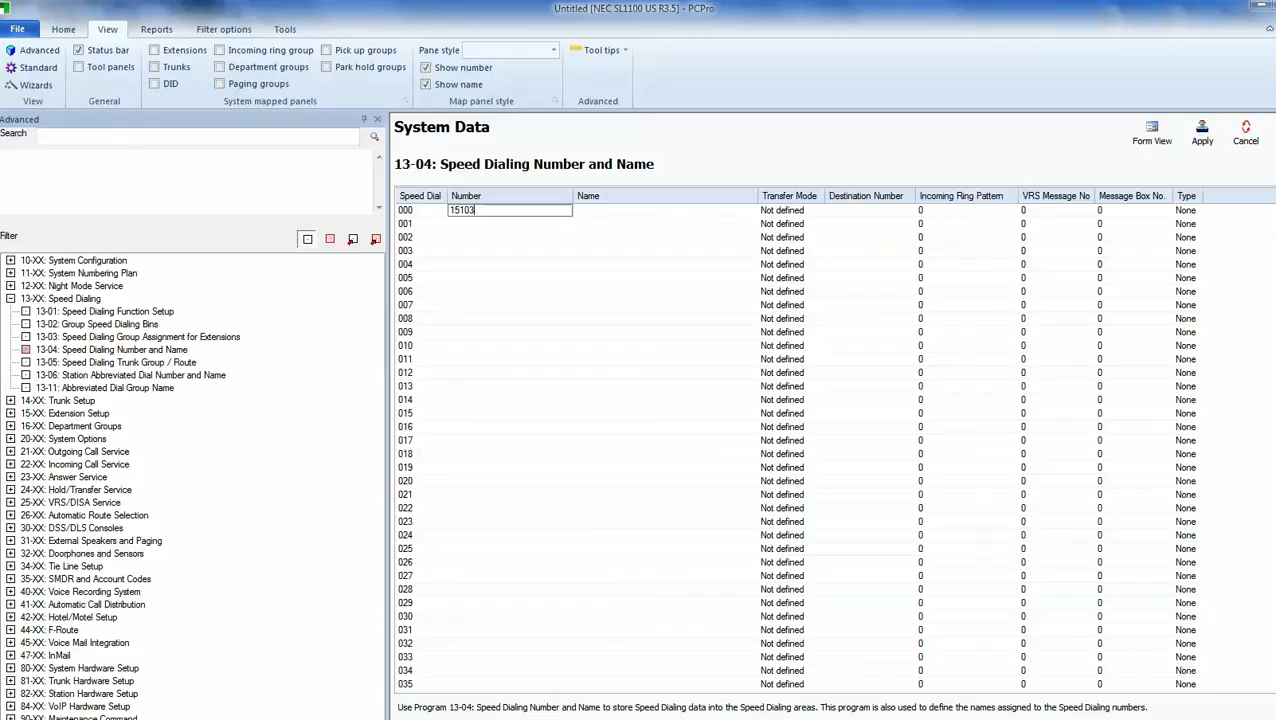 Untitled [NEC SL1100 US R3.5] - PCPro
File Home View Reports Filter options Tools
Advanced Status bar Extensions Incoming ring group Pick up groups Pane style Tool tips
Standard Tool panels Trunks Department groups Park hold groups Show number
Wizards DID Paging groups Show name
View General System mapped panels Map panel style Advanced
Advanced
Search
Filter
10-XX: System Configuration
11-XX: System Numbering Plan
12-XX: Night Mode Service
13-XX: Speed Dialing
13-01: Speed Dialing Function Setup
13-02: Group Speed Dialing Bins
13-03: Speed Dialing Group Assignment for Extensions
13-04: Speed Dialing Number and Name
13-05: Speed Dialing Trunk Group / Route
13-06: Station Abbreviated Dial Number and Name
13-11: Abbreviated Dial Group Name
14-XX: Trunk Setup
15-XX: Extension Setup
16-XX: Department Groups
20-XX: System Options
21-XX: Outgoing Call Service
22-XX: Incoming Call Service
23-XX: Answer Service
24-XX: Hold/Transfer Service
25-XX: VRS/DISA Service
26-XX: Automatic Route Selection
30-XX: DSS/DLS Consoles
31-XX: External Speakers and Paging
32-XX: Doorphones and Sensors
34-XX: Tie Line Setup
35-XX: SMDR and Account Codes
40-XX: Voice Recording System
41-XX: Automatic Call Distribution
42-XX: Hotel/Motel Setup
44-XX: F-Route
45-XX: Voice Mail Integration
47-XX: InMail
80-XX: System Hardware Setup
81-XX: Trunk Hardware Setup
82-XX: Station Hardware Setup
84-XX: VoIP Hardware Setup
90-XX: Maintenance Command
System Data
Form View Apply Cancel
13-04: Speed Dialing Number and Name
Speed Dial Number Name Transfer Mode Destination Number Incoming Ring Pattern VRS Message No Message Box No. Type
000 15103 Not defined 0 0 0 None
001 Not defined 0 0 0 None
002 Not defined 0 0 0 None
003 Not defined 0 0 0 None
004 Not defined 0 0 0 None
005 Not defined 0 0 0 None
006 Not defined 0 0 0 None
007 Not defined 0 0 0 None
008 Not defined 0 0 0 None
009 Not defined 0 0 0 None
010 Not defined 0 0 0 None
011 Not defined 0 0 0 None
012 Not defined 0 0 0 None
013 Not defined 0 0 0 None
014 Not defined 0 0 0 None
015 Not defined 0 0 0 None
016 Not defined 0 0 0 None
017 Not defined 0 0 0 None
018 Not defined 0 0 0 None
019 Not defined 0 0 0 None
020 Not defined 0 0 0 None
021 Not defined 0 0 0 None
022 Not defined 0 0 0 None
023 Not defined 0 0 0 None
024 Not defined 0 0 0 None
025 Not defined 0 0 0 None
026 Not defined 0 0 0 None
027 Not defined 0 0 0 None
028 Not defined 0 0 0 None
029 Not defined 0 0 0 None
030 Not defined 0 0 0 None
031 Not defined 0 0 0 None
032 Not defined 0 0 0 None
033 Not defined 0 0 0 None
034 Not defined 0 0 0 None
035 Not defined 0 0 0 None
Use Program 13-04: Speed Dialing Number and Name to store Speed Dialing data into the Speed Dialing areas. This program is also used to define the names assigned to the Speed Dialing numbers.